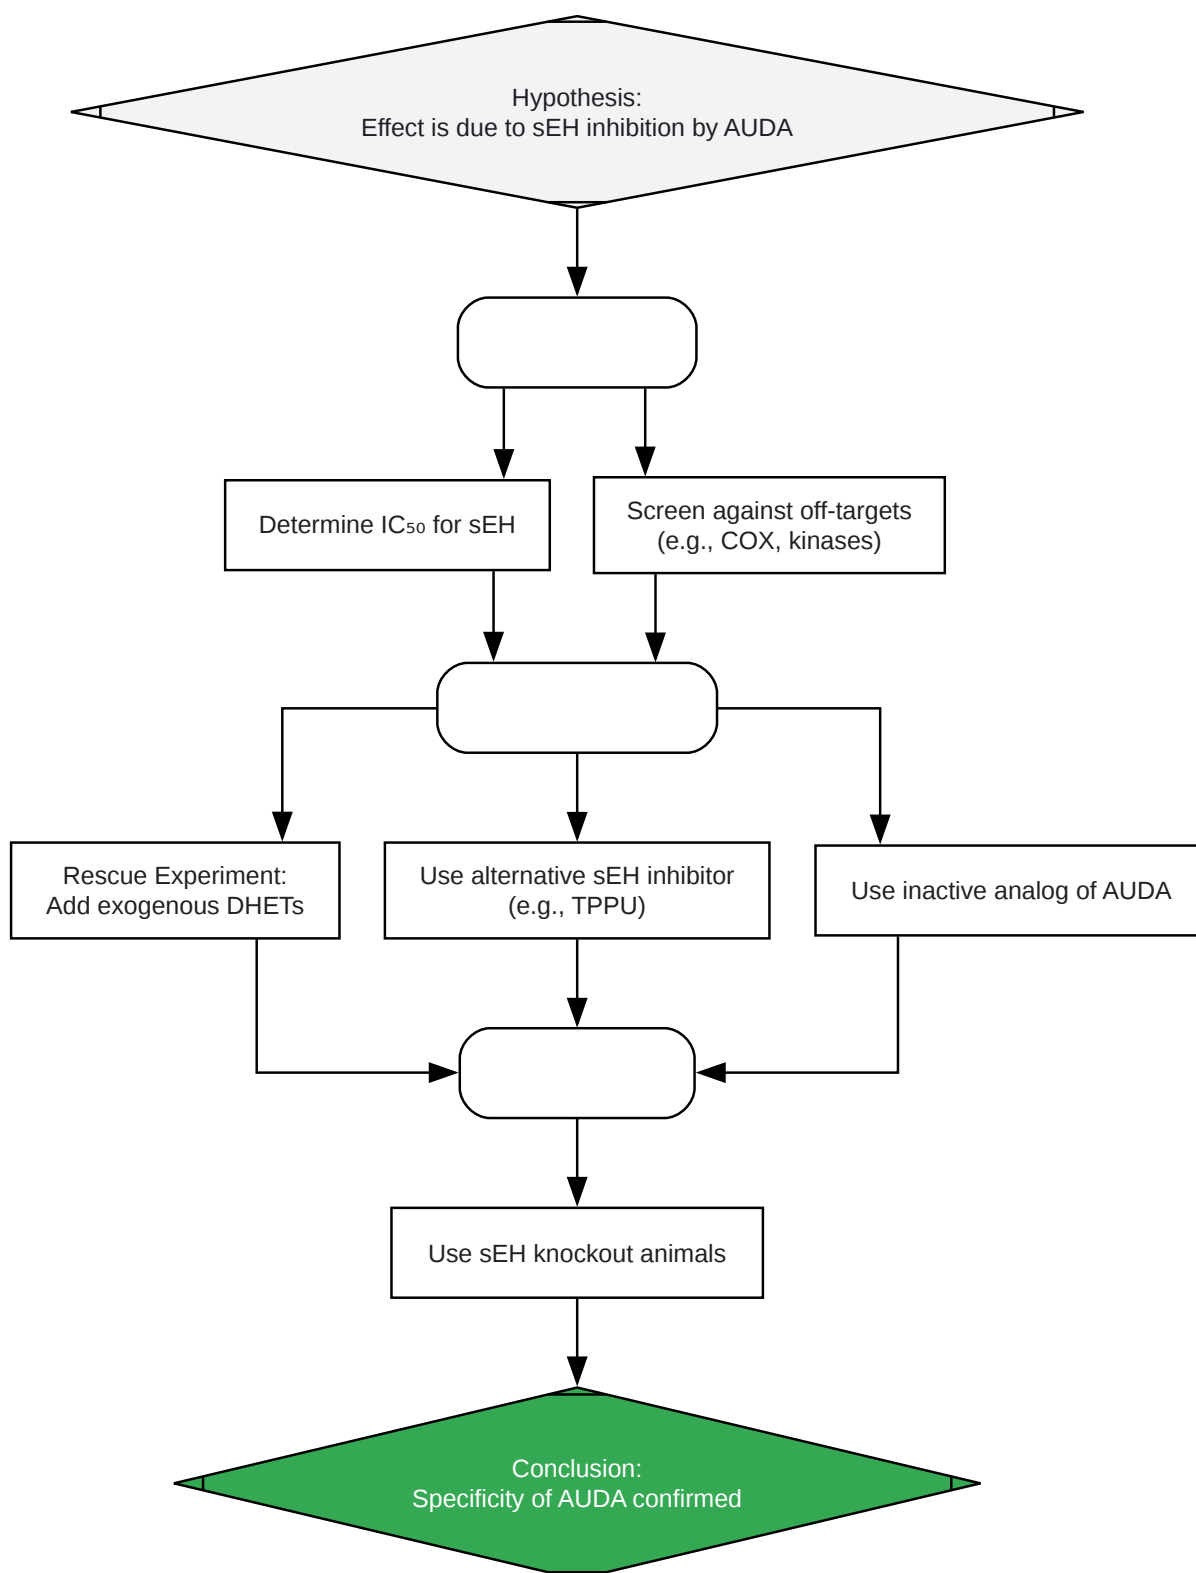 Hypothesis:
Effect is due to sEH inhibition by AUDA
Determine IC₅₀ for sEH
Screen against off-targets
(e.g., COX, kinases)
Rescue Experiment:
Add exogenous DHETs
Use alternative sEH inhibitor
(e.g., TPPU)
Use inactive analog of AUDA
Use sEH knockout animals
Conclusion:
Specificity of AUDA confirmed